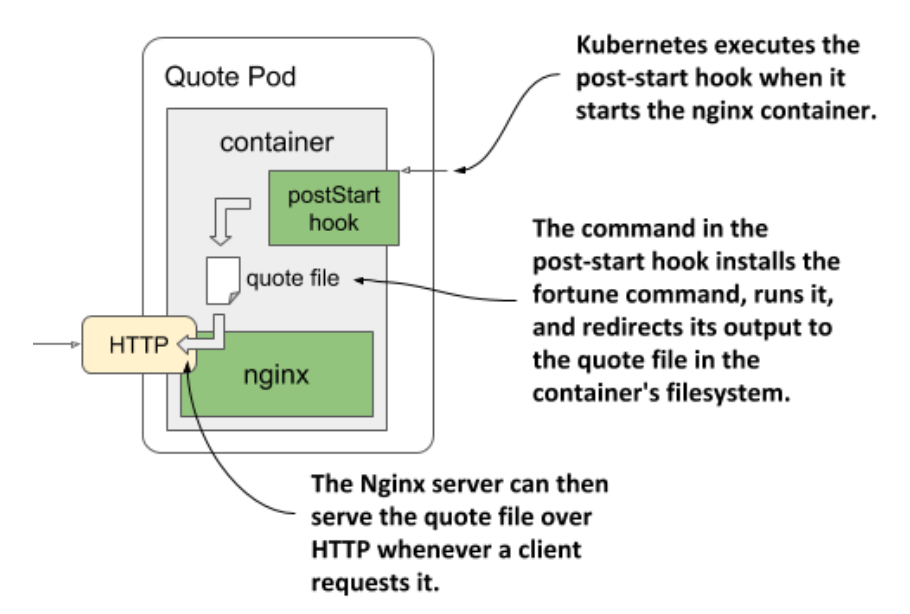 Kubernetes executes the
post-start hook when it
starts the nginx container.
Quote Pod
container
postStart
hook
The command in the
post-start hook installs the
fortune command, runs it,
and redirects its output to
the quote file in the
container's filesystem.
quote file
HTTP
nginx
The Nginx server can then
serve the quote file over
HTTP whenever a client
requests it.